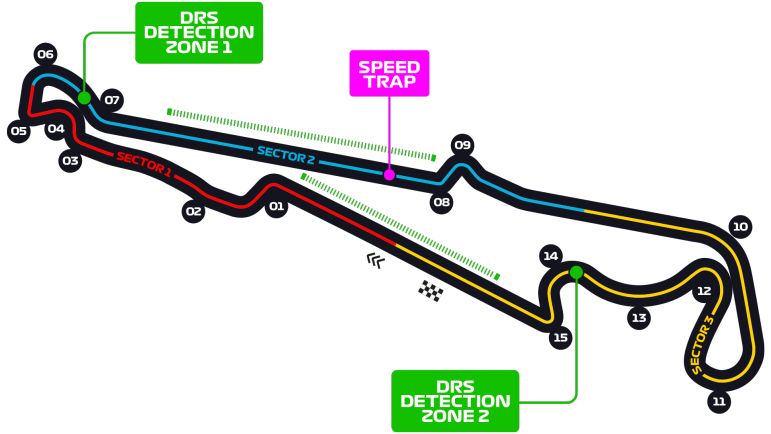 DRS
DETECTION
ZONE 1
SPEED
TRAP
06
07
05
04
03
SECTOR 2
09
08
SECTOR 1
02
01
10
14
12
13
15
SECTOR 3
11
DRS
DETECTION
ZONE 2